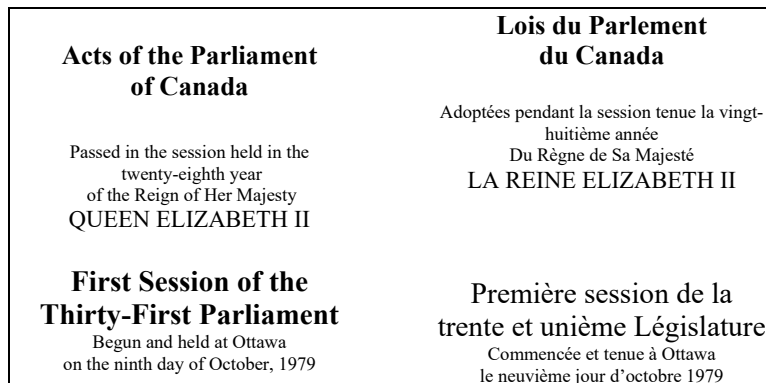 Acts of the Parliament
of Canada
Passed in the session held in the
twenty-eighth year
of the Reign of Her Majesty
QUEEN ELIZABETH II
First Session of the
Thirty-First Parliament
Begun and held at Ottawa
on the ninth day of October, 1979
Lois du Parlement
du Canada
Adoptées pendant la session tenue la vingt-
huitième année
Du Règne de Sa Majesté
LA REINE ELIZABETH II
Première session de la
trente et unième Législature
Commencée et tenue à Ottawa
le neuvième jour d'octobre 1979